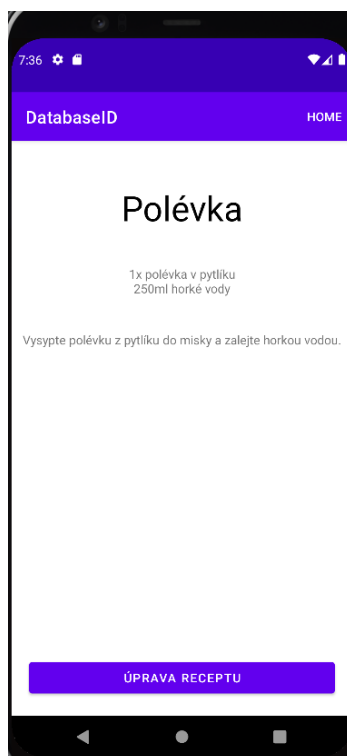 7:36
DatabaseID
HOME
Polévka
1x polévka v pytlíku
250ml horké vody
Vysypte polévku z pytlíku do misky a zalejte horkou vodou.
ÚPRAVA RECEPTU